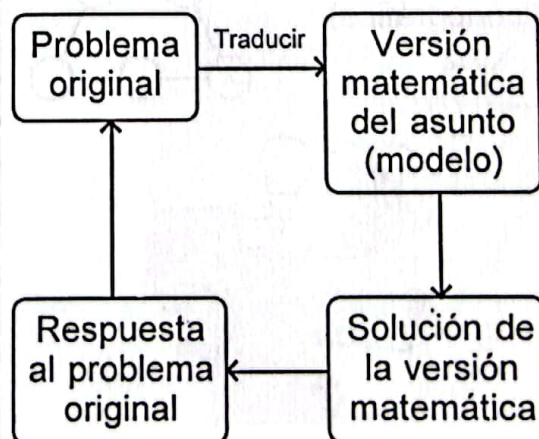 Problema
original
Traducir
Versión
matemática
del asunto
(modelo)
Solución de
la versión
matemática
Respuesta
al problema
original